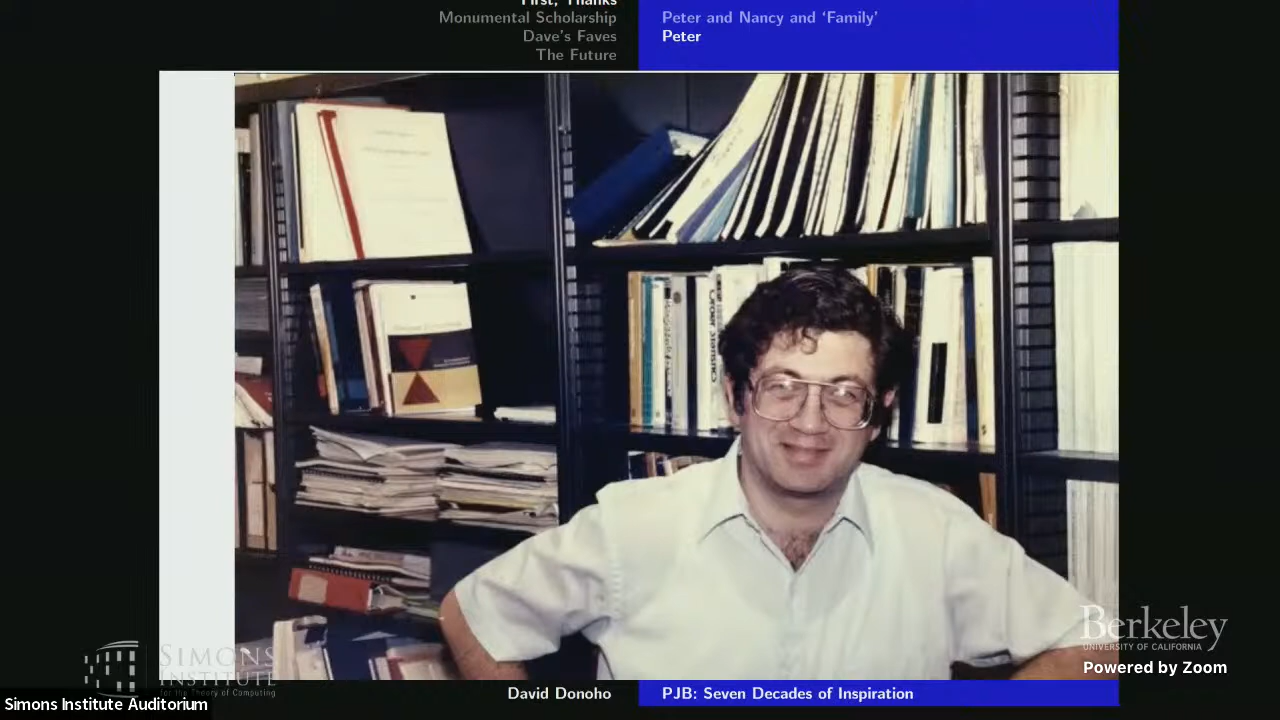 First, Thanks
Monumental Scholarship
Dave's Faves
The Future
Peter and Nancy and 'Family'
Peter
ORDER STATISTICS
Berkeley
UNIVERSITY OF CALIFORNIA
Powered by Zoom
SIMONS
INSTITUTE
for the Theory of Computing
David Donoho
PJB: Seven Decades of Inspiration
Simons Institute Auditorium